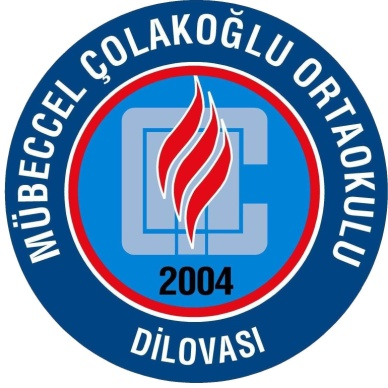 MÜBECCEL ÇOLAKOĞLU ORTAOKULU
2004
DİLOVASI